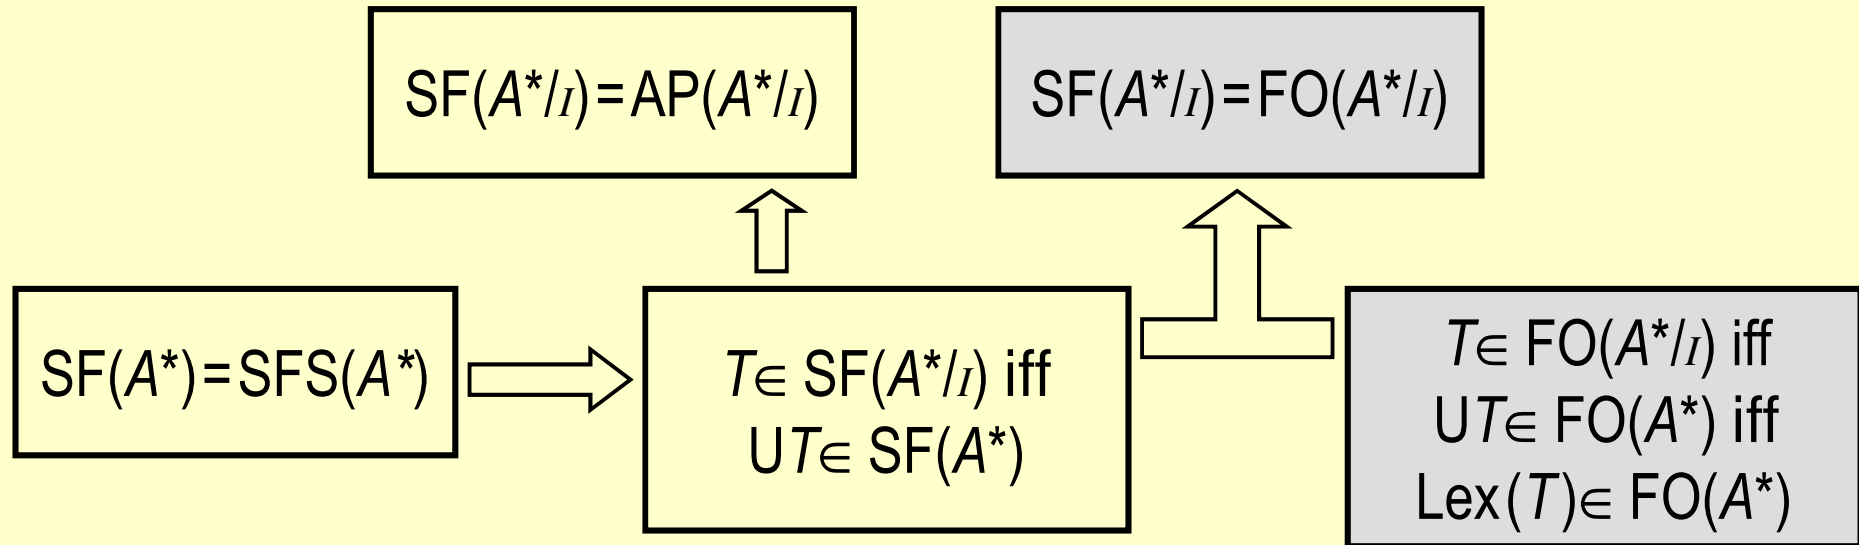 SF(A*/I)=AP(A*/I)
SF(A*/I)=FO(A*/I)
SF(A*)=SFS(A*)
T∈ SF(A*/I) iff
UT∈ SF(A*)
T∈ FO(A*/I) iff
UT∈ FO(A*) iff
Lex(T)∈ FO(A*)